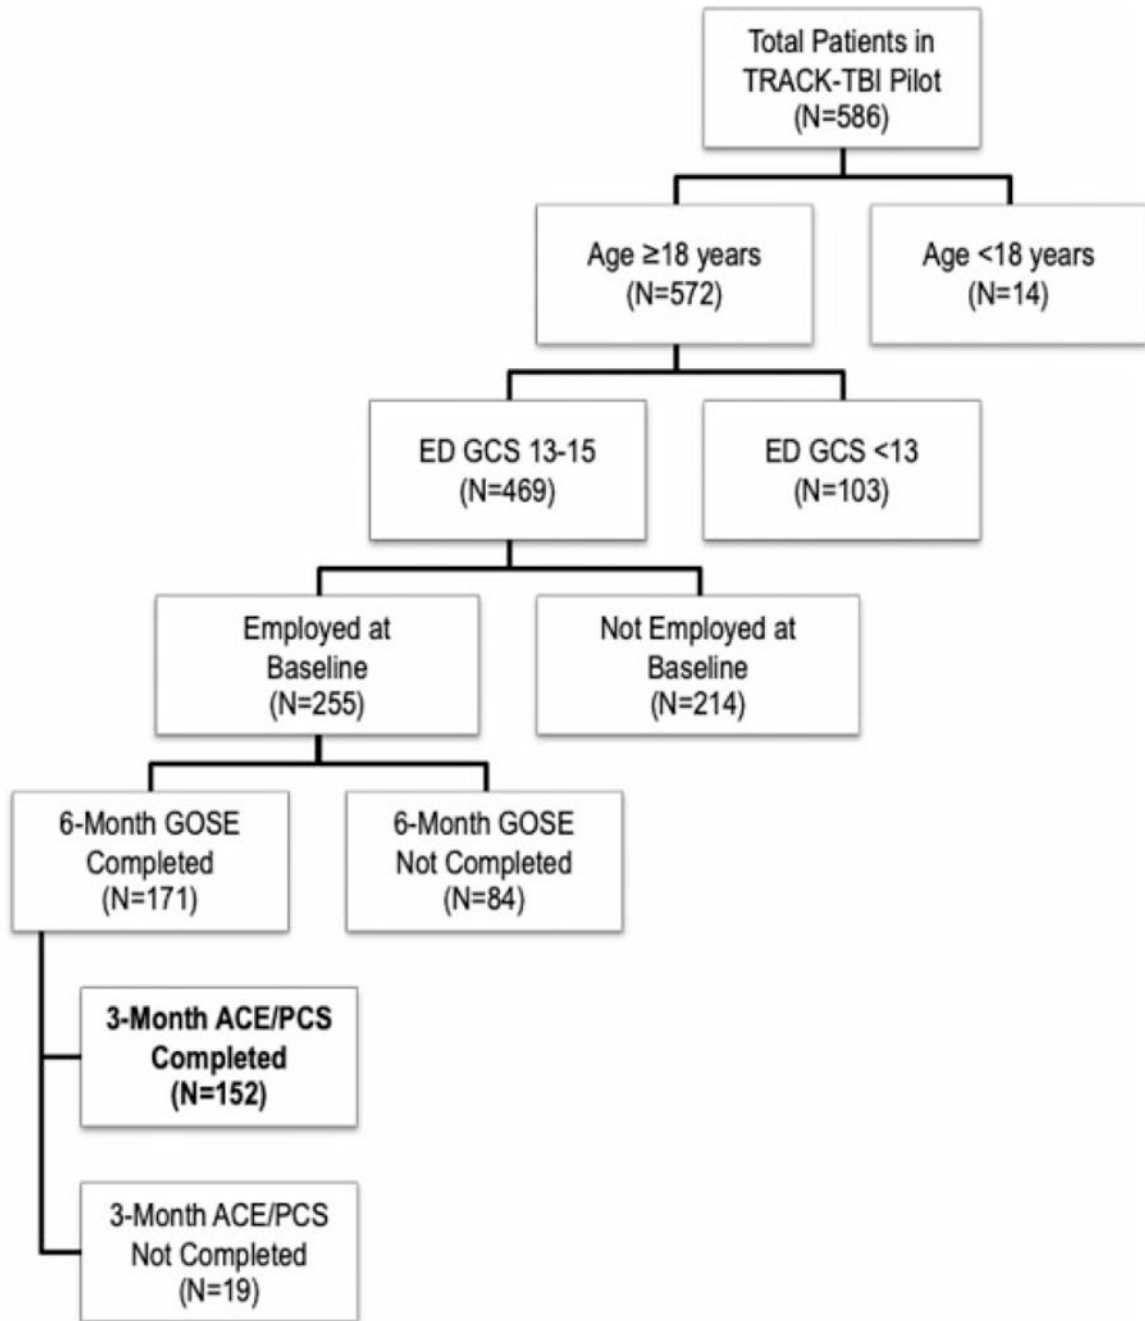 Total Patients in
TRACK-TBI Pilot
(N=586)
Age ≥18 years
(N=572)
Age <18 years
(N=14)
ED GCS 13-15
(N=469)
ED GCS <13
(N=103)
Employed at
Baseline
(N=255)
Not Employed at
Baseline
(N=214)
6-Month GOSE
Completed
(N=171)
6-Month GOSE
Not Completed
(N=84)
3-Month ACE/PCS
Completed
(N=152)
3-Month ACE/PCS
Not Completed
(N=19)